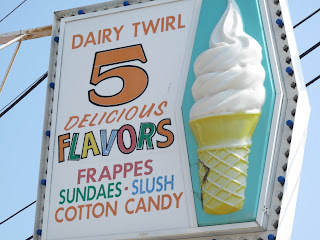 DAIRY TWIRL
5
DELICIOUS
FLAVORS
FRAPPES
SUNDAES • SLUSH
COTTON CANDY